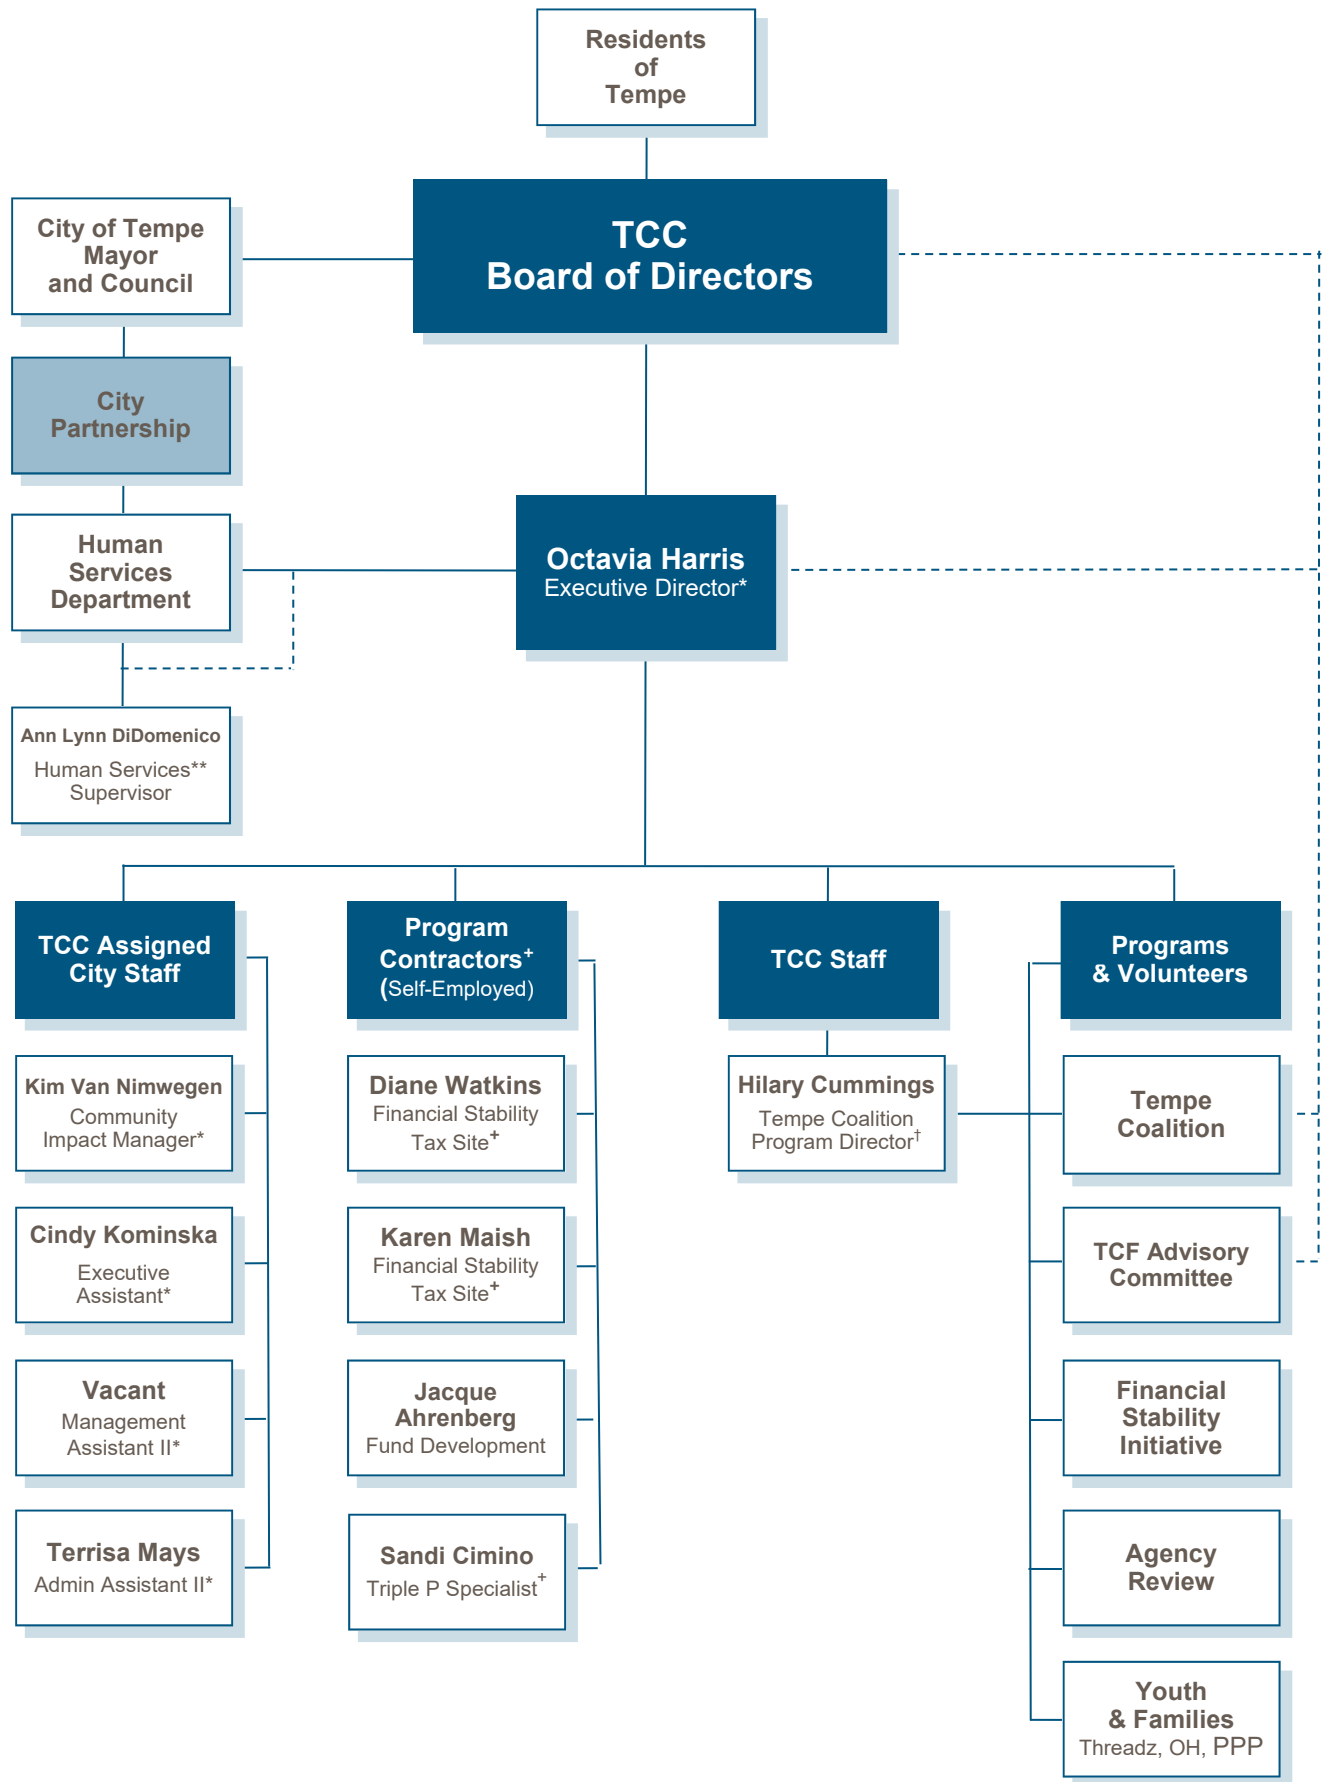 Residents
of
Tempe
TCC
Board of Directors
City of Tempe
Mayor
and Council
City
Partnership
Human
Services
Department
Octavia Harris
Executive Director*
Ann Lynn DiDomenico
Human Services**
Supervisor
TCC Assigned
City Staff
Kim Van Nimwegen
Community
Impact Manager*
Cindy Kominska
Executive
Assistant*
Vacant
Management
Assistant II*
Terrisa Mays
Admin Assistant II*
Program
Contractors+
(Self-Employed)
Diane Watkins
Financial Stability
Tax Site+
Karen Maish
Financial Stability
Tax Site+
Jacque
Ahrenberg
Fund Development
Sandi Cimino
Triple P Specialist+
TCC Staff
Hilary Cummings
Tempe Coalition
Program Director†
Programs
& Volunteers
Tempe
Coalition
TCF Advisory
Committee
Financial
Stability
Initiative
Agency
Review
Youth
& Families
Threadz, OH, PPP